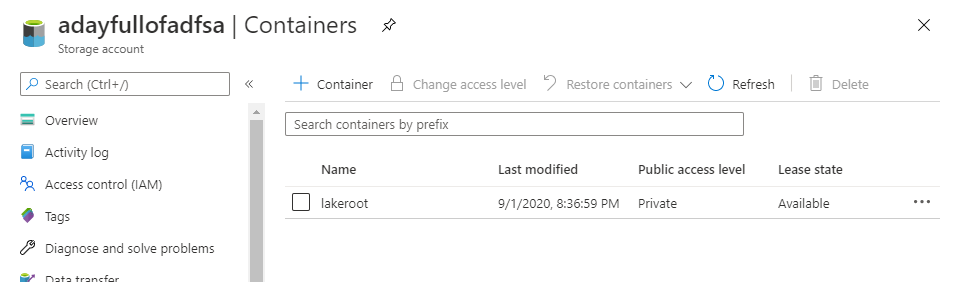 adayfullofadfsa | Containers
Storage account
Search (Ctrl+/)
«
Overview
Activity log
Access control (IAM)
Tags
Diagnose and solve problems
Data transfer
Container Change access level Restore containers Refresh Delete
Search containers by prefix
Name Last modified Public access level Lease state
lakeroot 9/1/2020, 8:36:59 PM Private Available ...